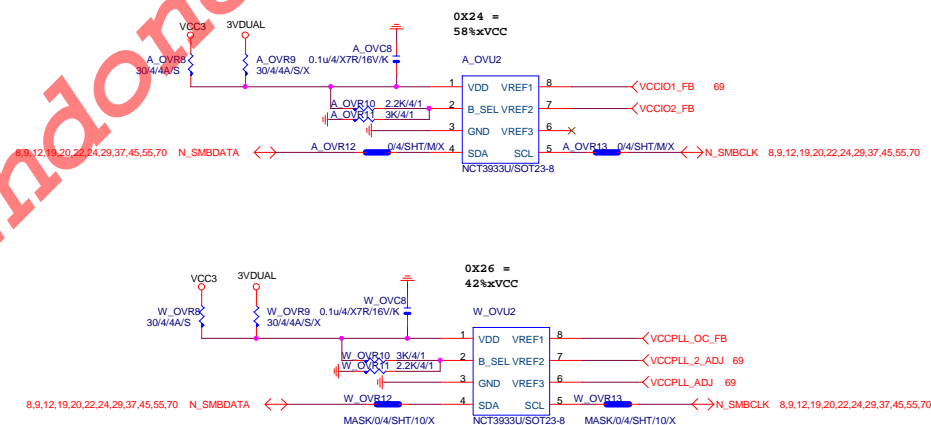 0X24 =
58%xVCC
VCC3
3VDUAL
A_OVR8
30/4/4A/S
A_OVR9
30/4/4A/S/X
A_OVC8
0.1u/4/X7R/16V/K
A_OVU2
1 VDD VREF1 8 VCCIO1_FB 69
A_OVR10 2.2K/4/1
2 B_SEL VREF2 7 VCCIO2_FB
A_OVR11 3K/4/1
3 GND VREF3 6
8,9,12,19,20,22,24,29,37,45,55,70 N_SMBDATA A_OVR12 0/4/SHT/M/X 4 SDA SCL 5 A_OVR13 0/4/SHT/M/X N_SMBCLK 8,9,12,19,20,22,24,29,37,45,55,70
NCT3933U/SOT23-8
0X26 =
42%xVCC
VCC3
3VDUAL
W_OVR8
30/4/4A/S
W_OVR9
30/4/4A/S/X
W_OVC8
0.1u/4/X7R/16V/K
W_OVU2
1 VDD VREF1 8 VCCPLL_OC_FB
W_OVR10 3K/4/1
2 B_SEL VREF2 7 VCCPLL_2_ADJ 69
W_OVR11 2.2K/4/1
3 GND VREF3 6 VCCPLL_ADJ 69
8,9,12,19,20,22,24,29,37,45,55,70 N_SMBDATA W_OVR12 4 SDA SCL 5 W_OVR13 N_SMBCLK 8,9,12,19,20,22,24,29,37,45,55,70
MASK/0/4/SHT/10/X NCT3933U/SOT23-8 MASK/0/4/SHT/10/X
ndon